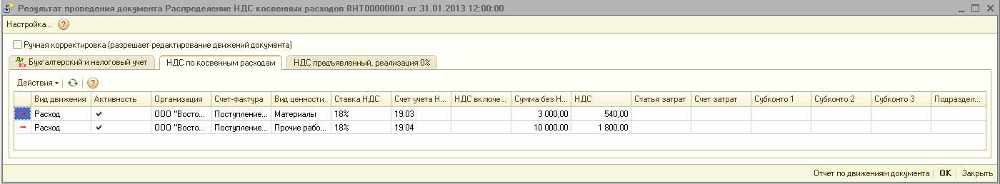 Результат проведения документа Распределение НДС косвенных расходов ВНТ00000001 от 31.01.2013 12:00:00
Настройка... ?
Ручная корректировка (разрешает редактирование движений документа)
Дт Кт Бухгалтерский и налоговый учет НДС по косвенным расходам НДС предъявленный, реализация 0%
Действия ?
Вид движения Активность Организация Счет-фактура Вид ценности Ставка НДС Счет учета Н... НДС включе... Сумма без Н... НДС Статья затрат Счет затрат Субконто 1 Субконто 2 Субконто 3 Подраздел...
Расход ООО "Восто... Поступление... Материалы 18% 19.03 3 000,00 540,00
Расход ООО "Восто... Поступление... Прочие рабо... 18% 19.04 10 000,00 1 800,00
Отчет по движениям документа OK Закрыть